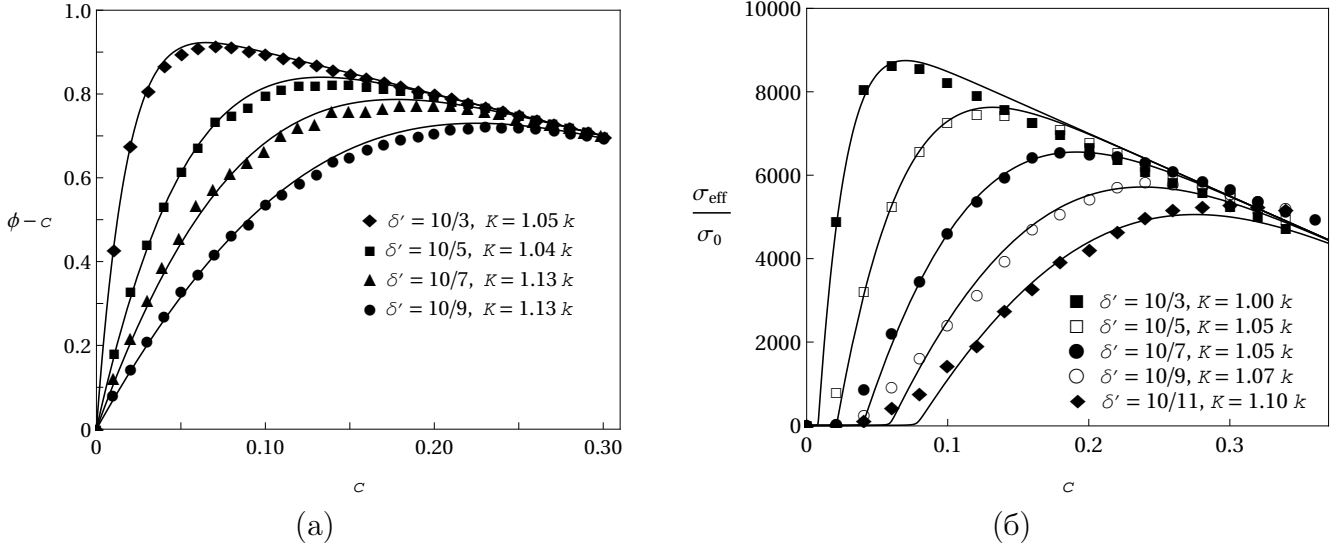 1.0
0.8
0.6
0.4
0.2
0
ϕ − c
0
0.10
0.20
0.30
c
δ′ = 10/3, K = 1.05 k
δ′ = 10/5, K = 1.04 k
δ′ = 10/7, K = 1.13 k
δ′ = 10/9, K = 1.13 k
(а)
10000
8000
6000
4000
2000
0
σeff
σ0
0
0.1
0.2
0.3
c
δ′ = 10/3, K = 1.00 k
δ′ = 10/5, K = 1.05 k
δ′ = 10/7, K = 1.05 k
δ′ = 10/9, K = 1.07 k
δ′ = 10/11, K = 1.10 k
(б)